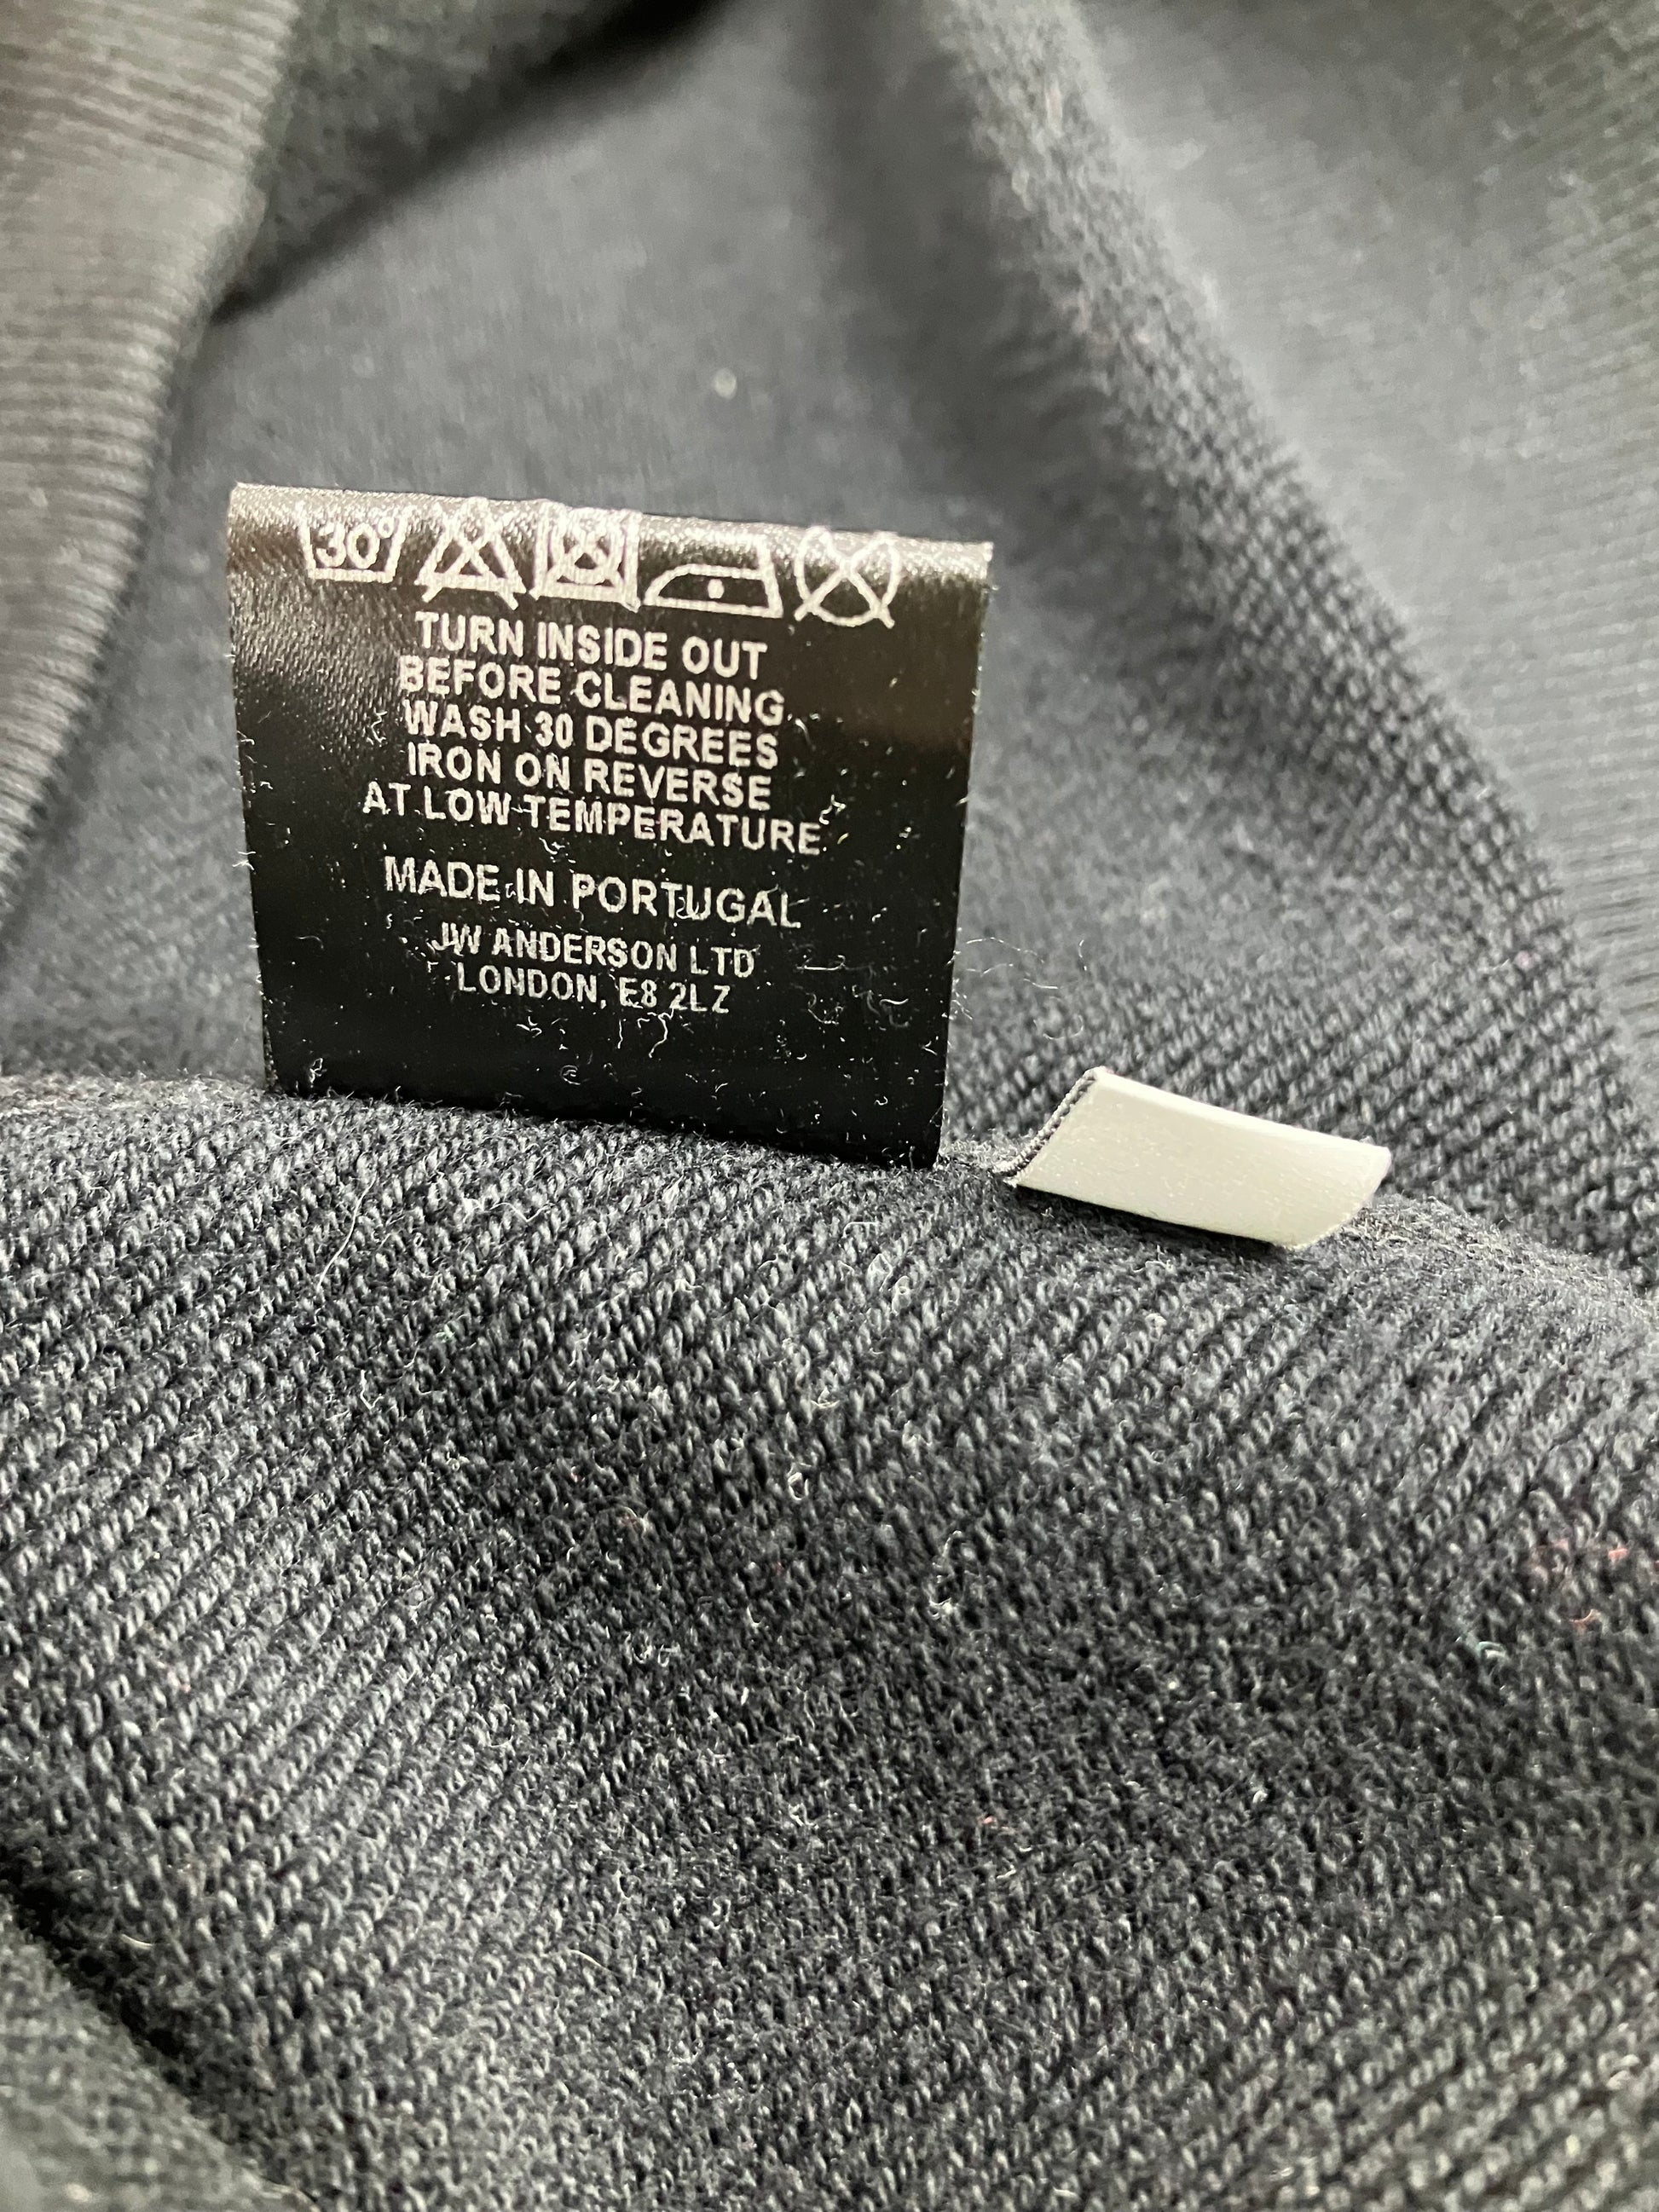 30°
TURN INSIDE OUT
BEFORE CLEANING
WASH 30 DEGREES
IRON ON REVERSE
AT LOW TEMPERATURE
MADE IN PORTUGAL
JW ANDERSON LTD
LONDON, E8 2LZ